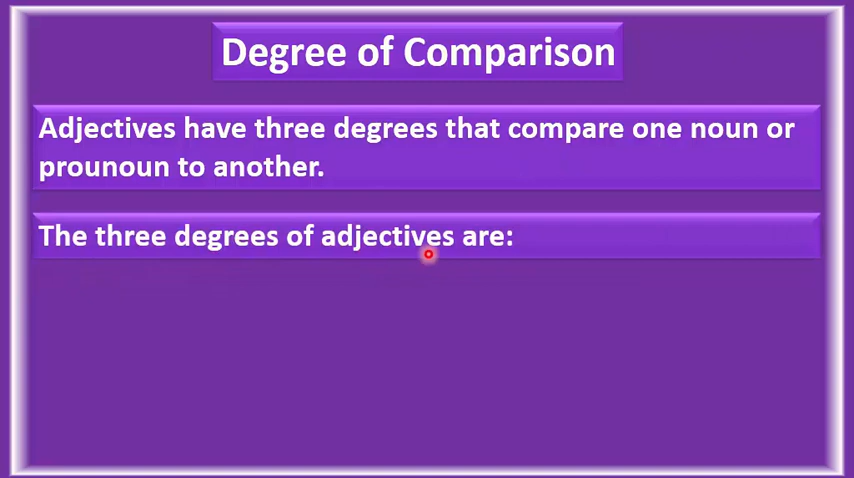 Degree of Comparison
Adjectives have three degrees that compare one noun or
prounoun to another.
The three degrees of adjectives are: